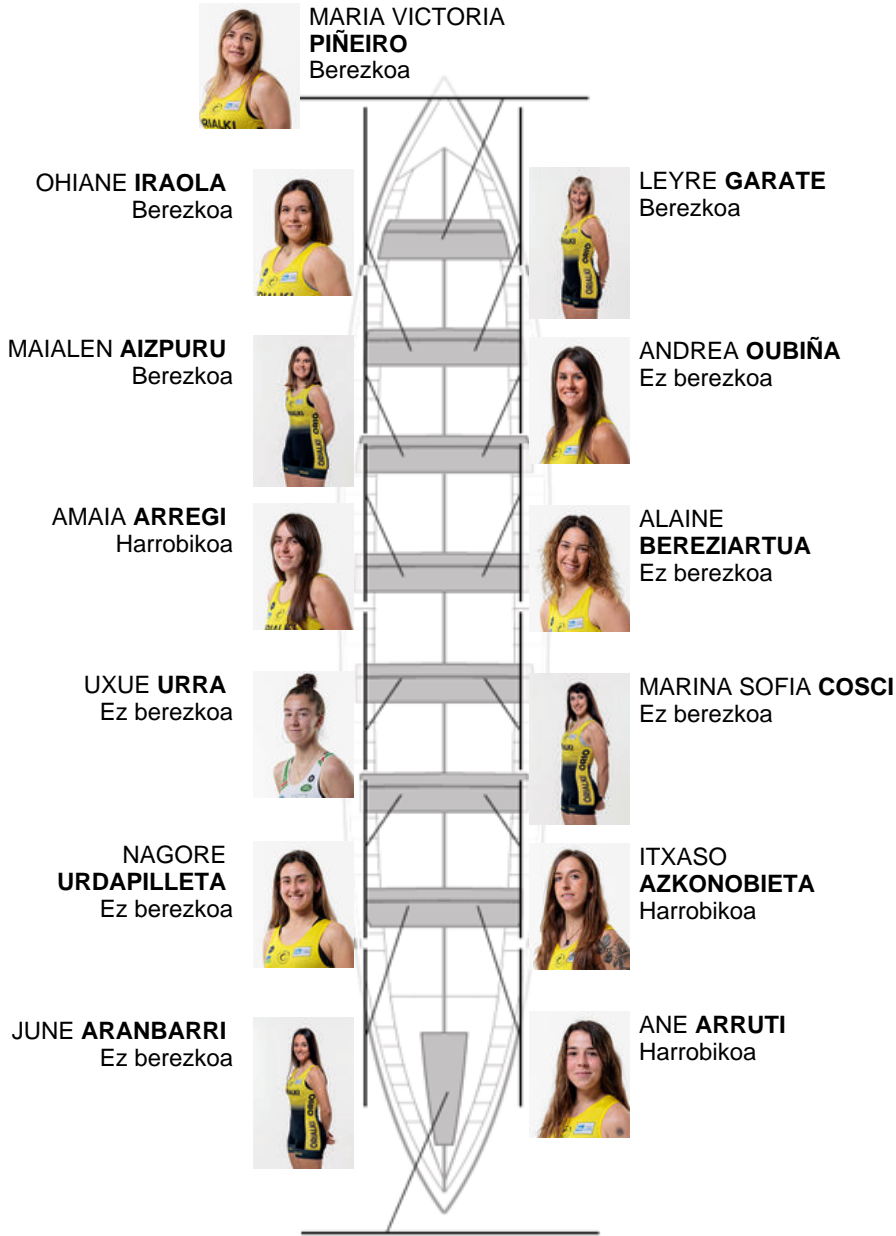 MARIA VICTORIA
PIÑEIRO
Berezkoa
OHIANE IRAOLA
Berezkoa
LEYRE GARATE
Berezkoa
MAIALEN AIZPURU
Berezkoa
ANDREA OUBIÑA
Ez berezkoa
AMAIA ARREGI
Harrobikoa
ALAINE
BEREZIARTUA
Ez berezkoa
UXUE URRA
Ez berezkoa
MARINA SOFIA COSCI
Ez berezkoa
NAGORE
URDAPILLETA
Ez berezkoa
ITXASO
AZKONOBIETA
Harrobikoa
JUNE ARANBARRI
Ez berezkoa
ANE ARRUTI
Harrobikoa